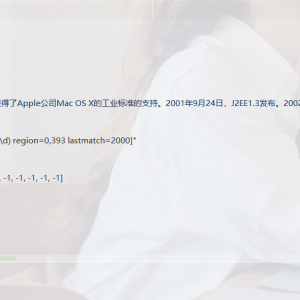 得了Apple公司Mac OS X的工业标准的支持。2001年9月24日，J2EE1.3发布。2002
\d) region=0,393 lastmatch=2000]"
, -1, -1, -1, -1, -1]